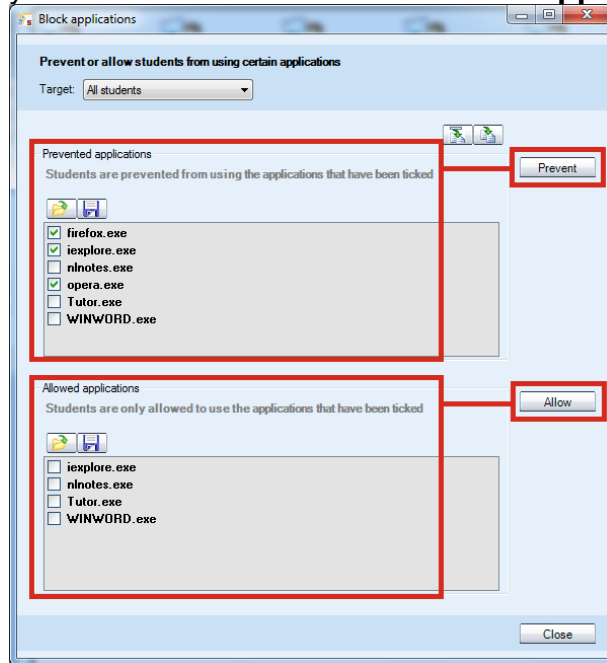 Block applications
Prevent or allow students from using certain applications
Target: All students
Prevented applications
Students are prevented from using the applications that have been ticked
Prevent
firefox.exe
iexplore.exe
nlnotes.exe
opera.exe
Tutor.exe
WINWORD.exe
Allowed applications
Students are only allowed to use the applications that have been ticked
Allow
iexplore.exe
nlnotes.exe
Tutor.exe
WINWORD.exe
Close